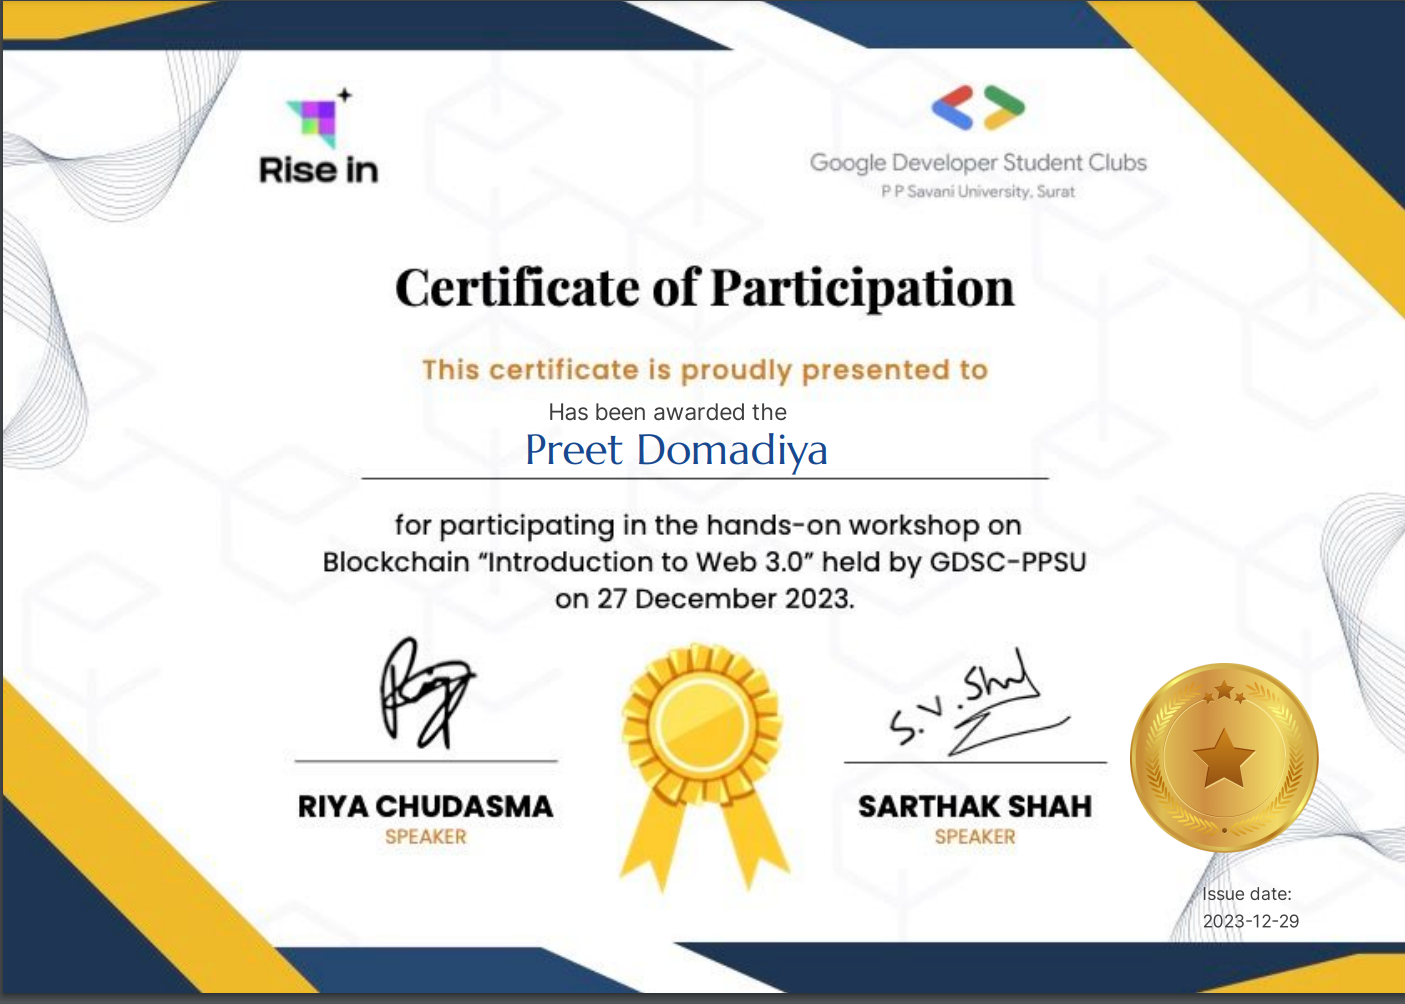 Rise in
Google Developer Student Clubs
P P Savani University, Surat
Certificate of Participation
This certificate is proudly presented to
Has been awarded the
Preet Domadiya
for participating in the hands-on workshop on
Blockchain “Introduction to Web 3.0” held by GDSC-PPSU
on 27 December 2023.
S.V.Shah
RIYA CHUDASMA
SPEAKER
SARTHAK SHAH
SPEAKER
Issue date:
2023-12-29